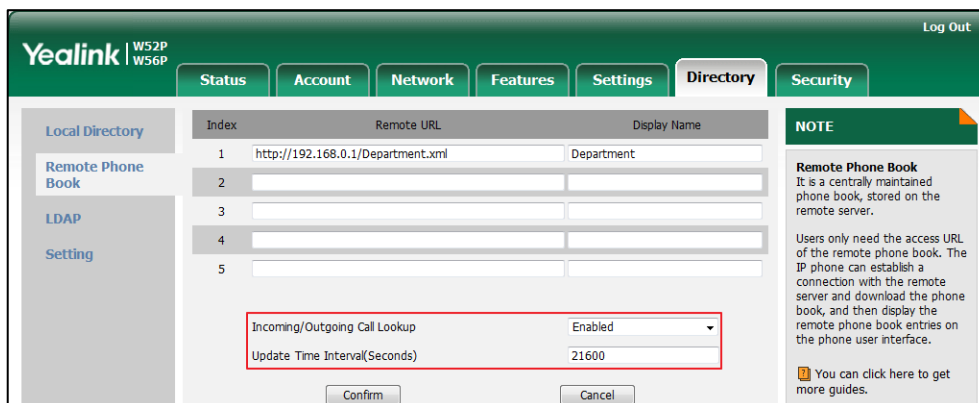 Log Out
Yealink W52P W56P
Status Account Network Features Settings Directory Security
Local Directory
Remote Phone
Book
LDAP
Setting
Index Remote URL Display Name
1 http://192.168.0.1/Department.xml Department
2
3
4
5
Incoming/Outgoing Call Lookup Enabled
Update Time Interval(Seconds) 21600
Confirm Cancel
NOTE
Remote Phone Book
It is a centrally maintained
phone book, stored on the
remote server.
Users only need the access URL
of the remote phone book. The
IP phone can establish a
connection with the remote
server and download the phone
book, and then display the
remote phone book entries on
the phone user interface.
You can click here to get
more guides.